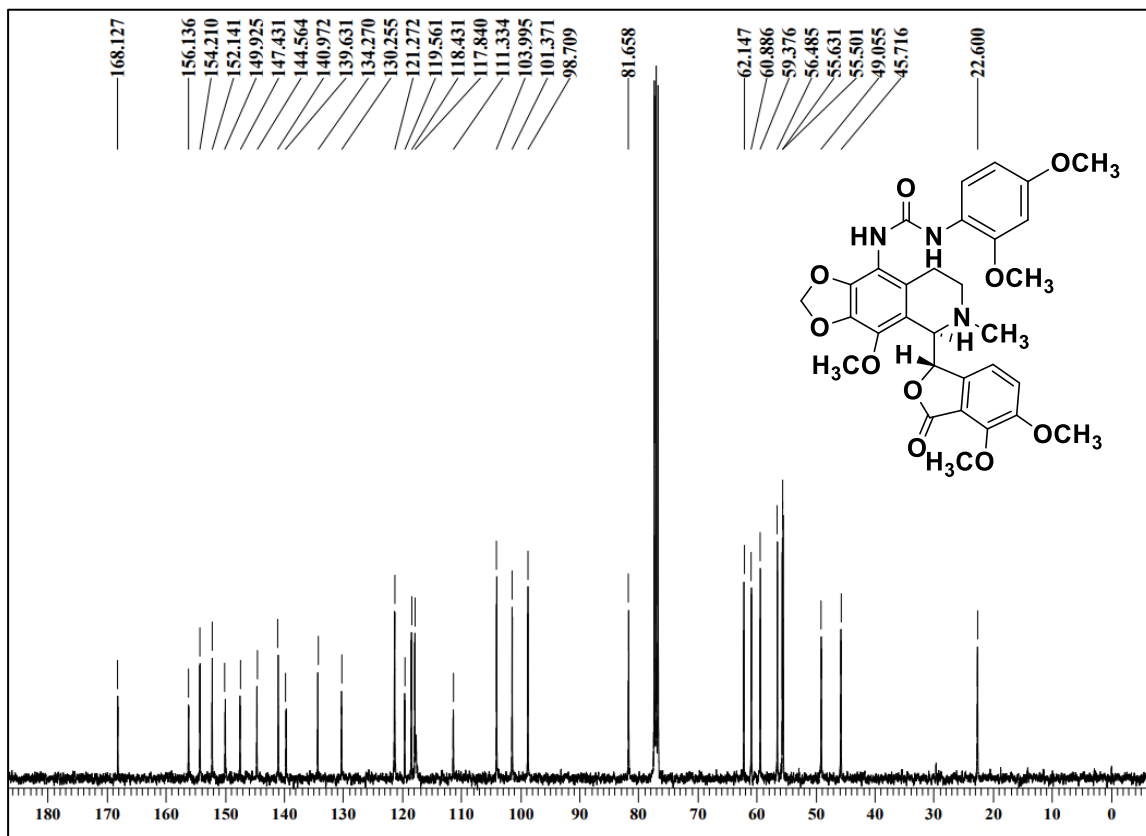 168.127
156.136
154.210
152.141
149.925
147.431
144.564
140.972
139.631
134.270
130.255
121.272
119.561
118.431
117.840
111.334
103.995
101.371
98.709
81.658
62.147
60.886
59.376
56.485
55.631
55.501
49.055
45.716
22.600
OCH3
O
HN
N
H
OCH3
O
O
N
CH3
H
H3CO
H
O
O
OCH3
H3CO
180 170 160 150 140 130 120 110 100 90 80 70 60 50 40 30 20 10 0